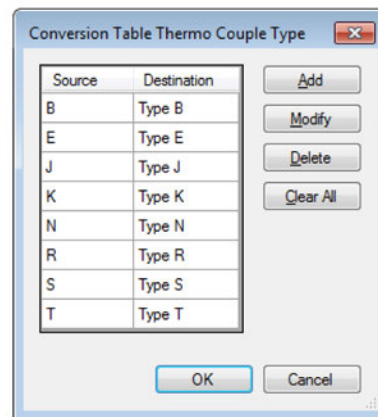 Conversion Table Thermo Couple Type
Source Destination
B Type B
E Type E
J Type J
K Type K
N Type N
R Type R
S Type S
T Type T
Add
Modify
Delete
Clear All
OK Cancel